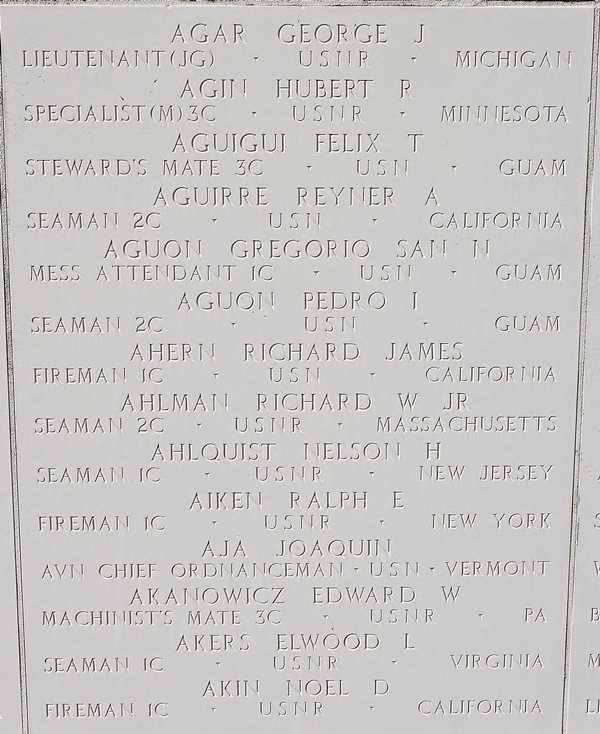 AGAR GEORGE J
LIEUTENANT(JG) - USNR - MICHIGAN
AGIN HUBERT R
SPECIALIST(M)3C - USNR - MINNESOTA
AGUIGUI FELIX T
STEWARD'S MATE 3C - USN - GUAM
AGUIRRE REYNER A
SEAMAN 2C - USN - CALIFORNIA
AGUON GREGORIO SAN N
MESS ATTENDANT 1C - USN - GUAM
AGUON PEDRO I
SEAMAN 2C - USN - GUAM
AHERN RICHARD JAMES
FIREMAN 1C - USN - CALIFORNIA
AHLMAN RICHARD W JR
SEAMAN 2C - USNR - MASSACHUSETTS
AHLQUIST NELSON H
SEAMAN 1C - USNR - NEW JERSEY
AIKEN RALPH E
FIREMAN 1C - USNR - NEW YORK
AJA JOAQUIN
AVN CHIEF ORDNANCEMAN - USN - VERMONT
AKANOWICZ EDWARD W
MACHINIST'S MATE 3C - USNR - PA
AKERS ELWOOD L
SEAMAN 1C - USNR - VIRGINIA
AKIN NOEL D
FIREMAN 1C - USNR - CALIFORNIA